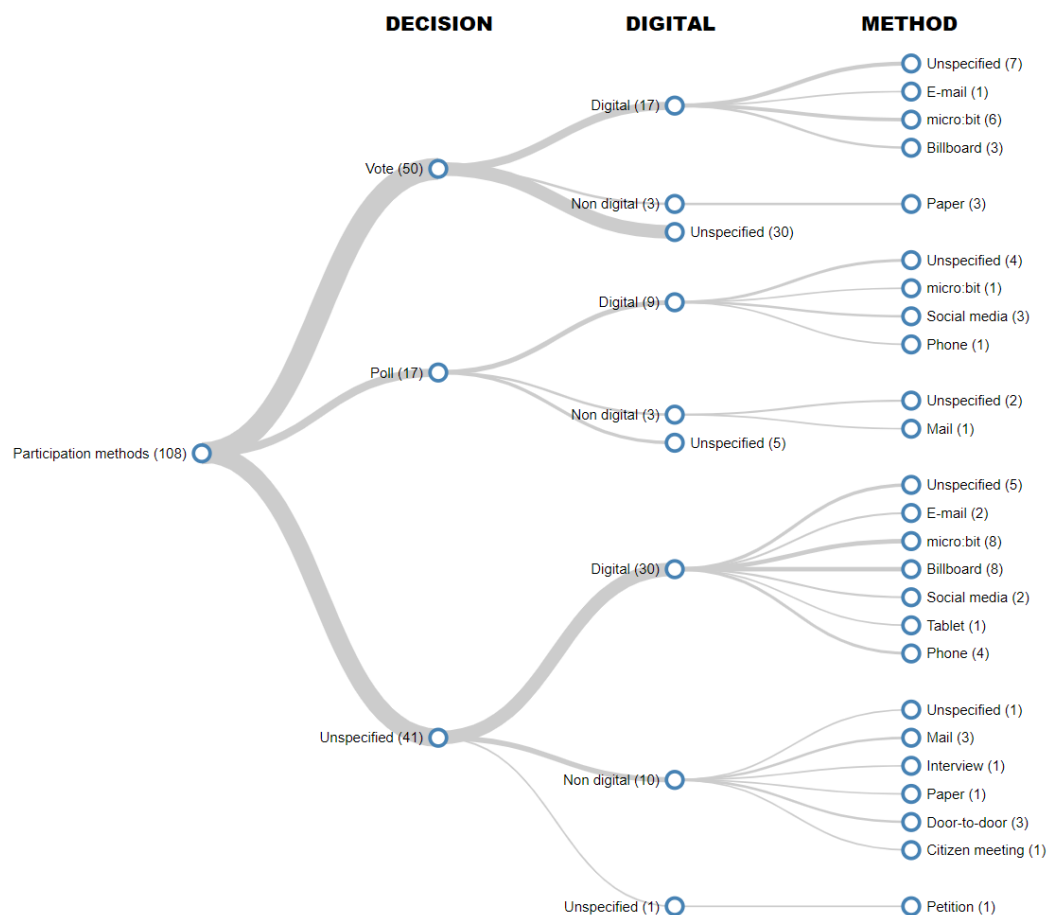 DECISION DIGITAL METHOD
Unspecified (7)
Digital (17)
E-mail (1)
micro:bit (6)
Billboard (3)
Vote (50)
Non digital (3)
Paper (3)
Unspecified (30)
Unspecified (4)
Digital (9)
micro:bit (1)
Social media (3)
Phone (1)
Poll (17)
Non digital (3)
Unspecified (2)
Mail (1)
Unspecified (5)
Participation methods (108)
Unspecified (5)
E-mail (2)
micro:bit (8)
Digital (30)
Billboard (8)
Social media (2)
Tablet (1)
Phone (4)
Unspecified (41)
Unspecified (1)
Mail (3)
Interview (1)
Non digital (10)
Paper (1)
Door-to-door (3)
Citizen meeting (1)
Unspecified (1)
Petition (1)